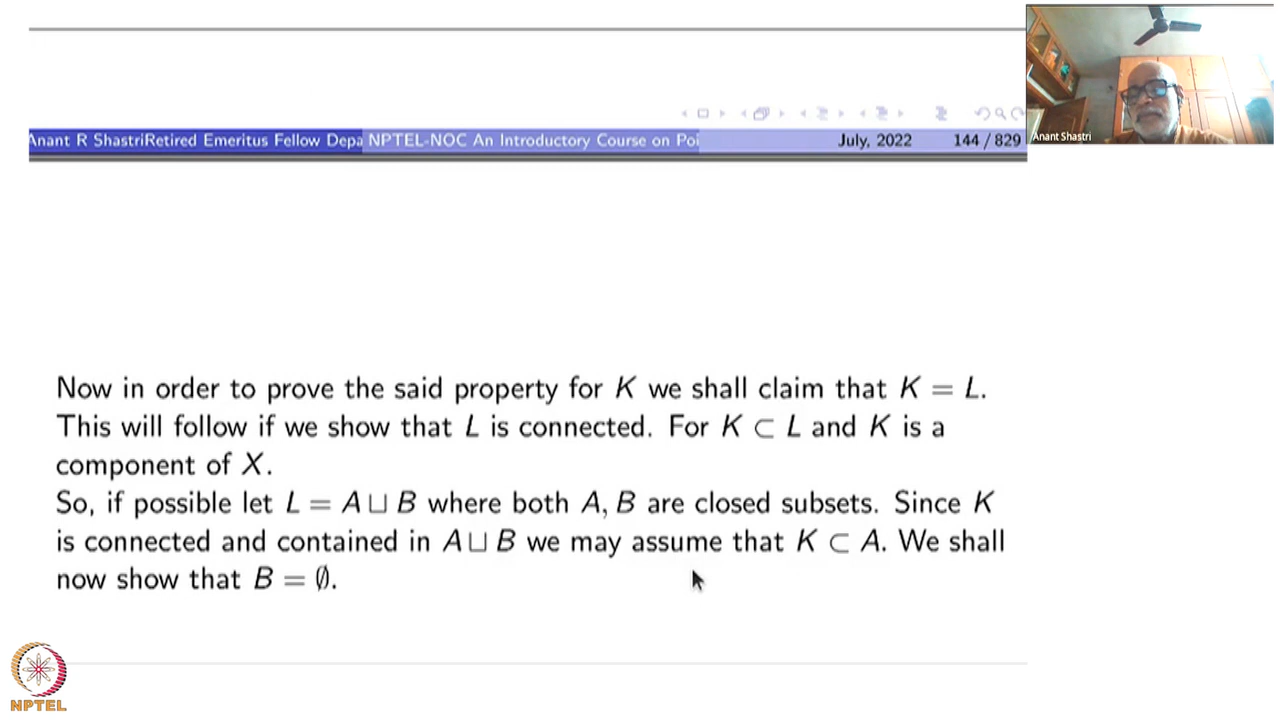 Anant R ShastriRetired Emeritus Fellow Depa NPTEL-NOC An Introductory Course on Poi July, 2022 144 / 829
Anant Shastri
Now in order to prove the said property for K we shall claim that K = L.
This will follow if we show that L is connected. For K ⊂ L and K is a
component of X.
So, if possible let L = A ⊔ B where both A, B are closed subsets. Since K
is connected and contained in A ⊔ B we may assume that K ⊂ A. We shall
now show that B = ∅.
NPTEL